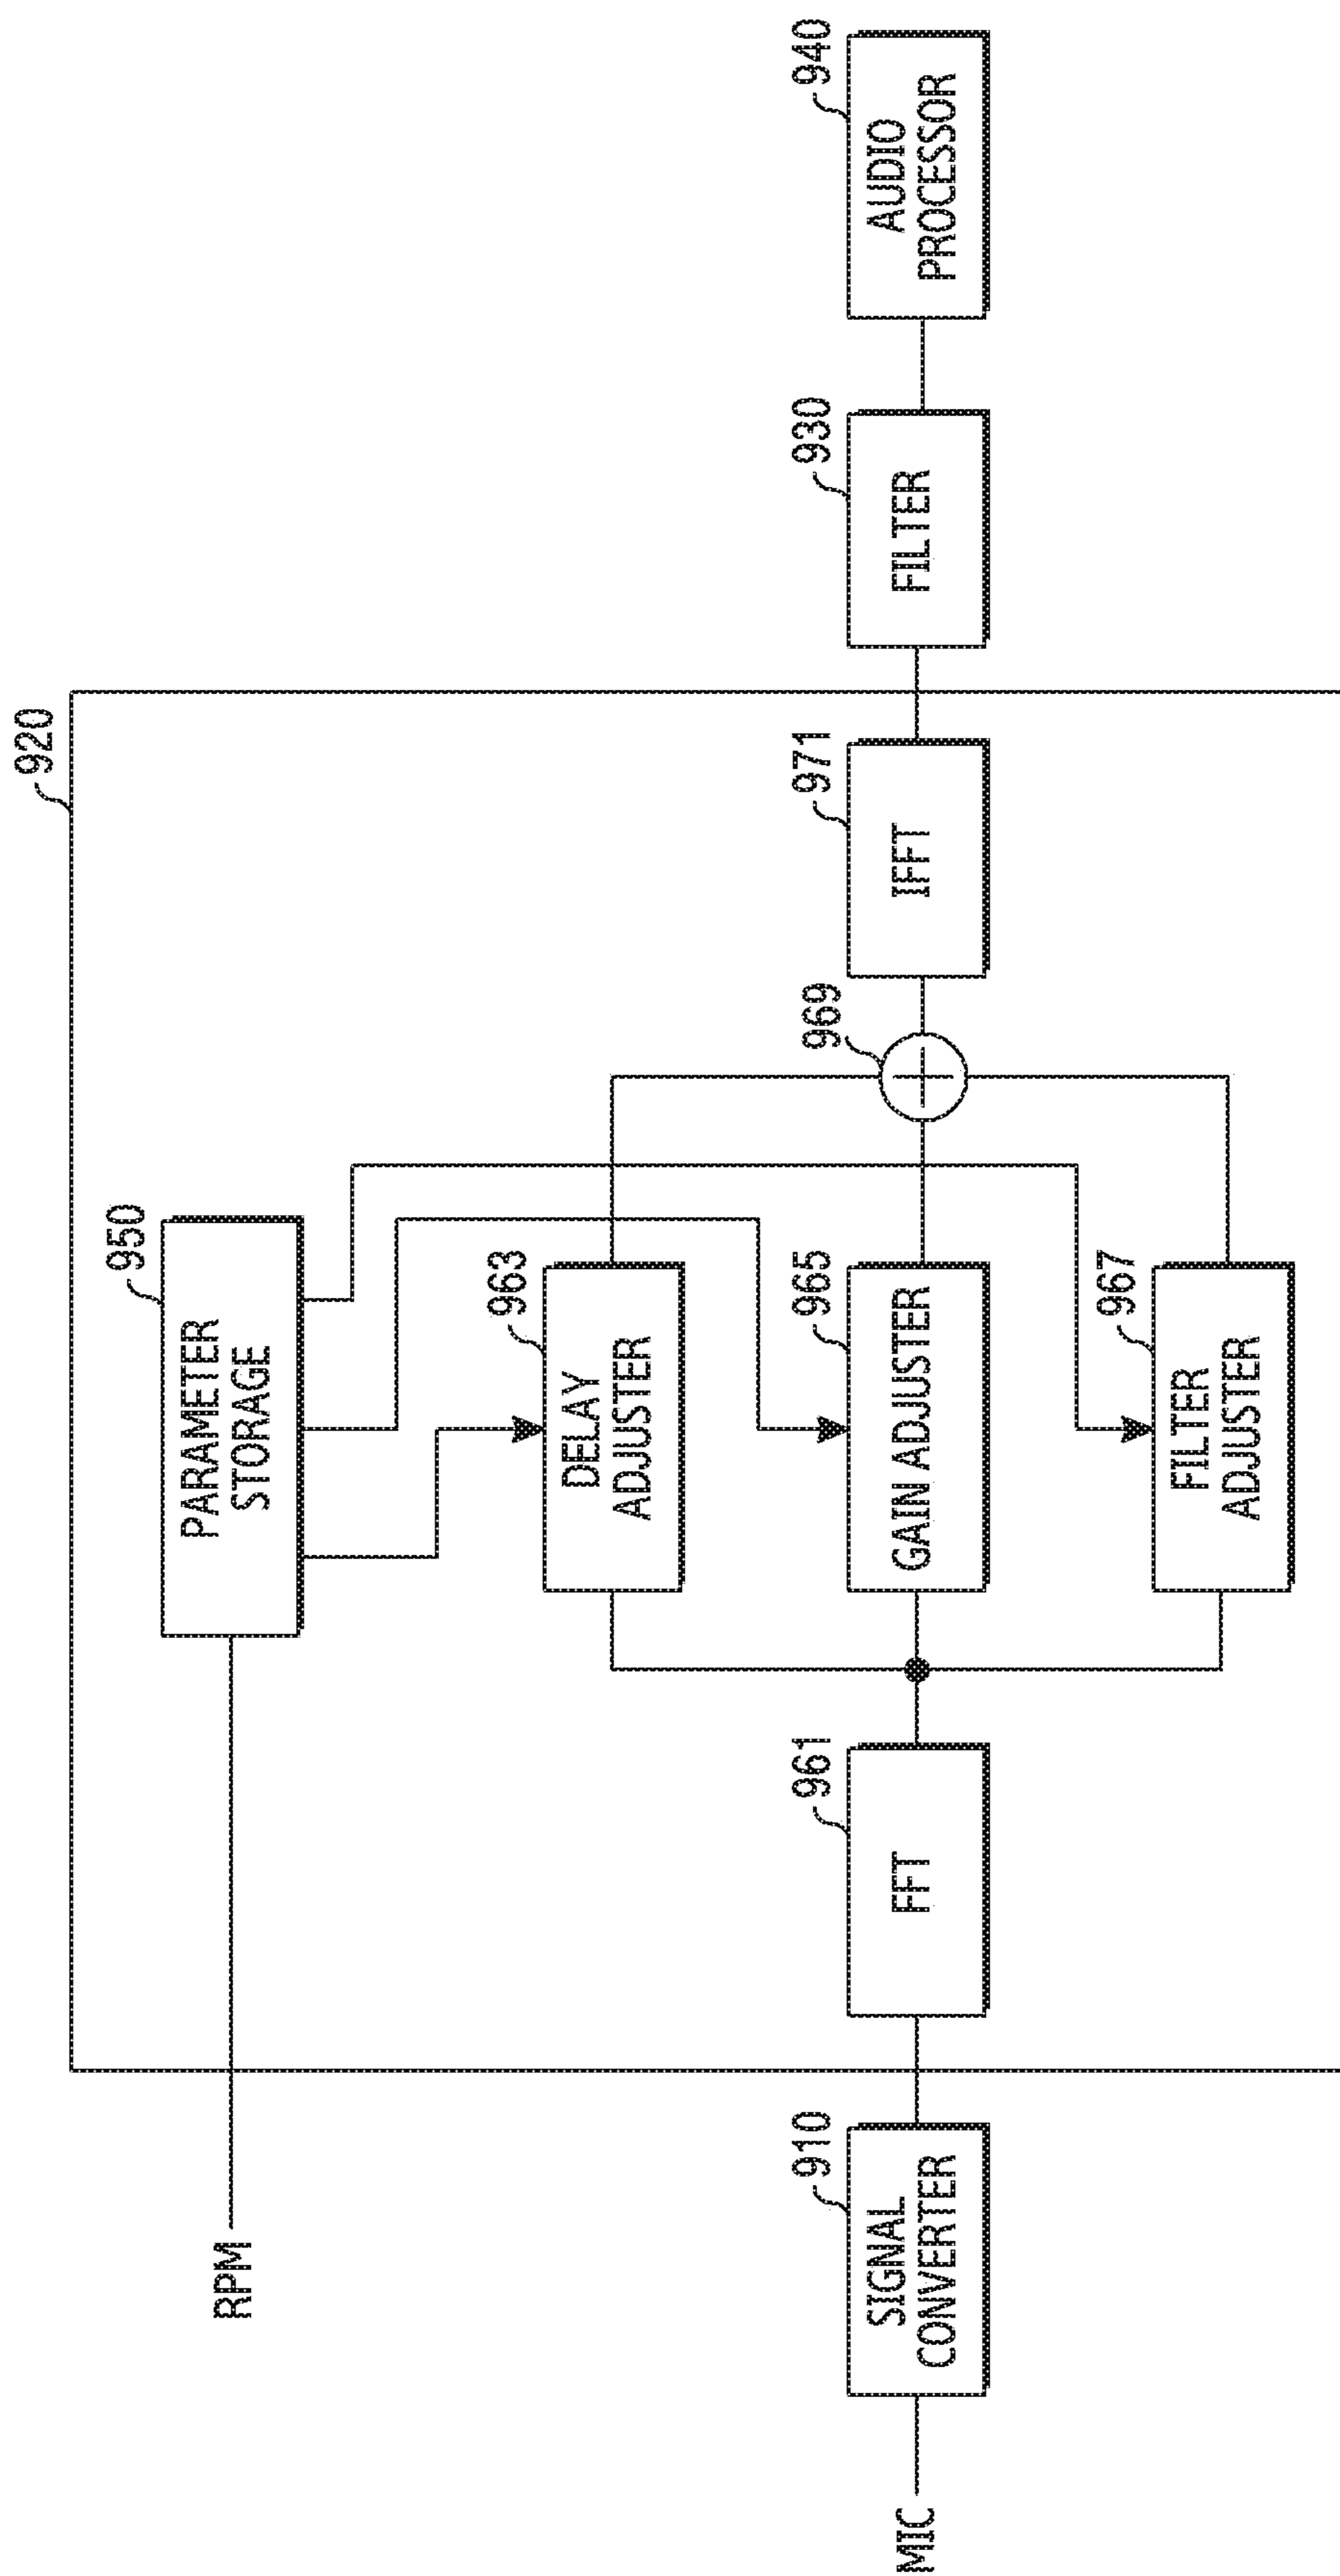 920
RPM
950
PARAMETER
STORAGE
963
DELAY
ADJUSTER
969
MIC
910
SIGNAL
CONVERTER
961
FFT
965
GAIN ADJUSTER
971
IFFT
930
FILTER
940
AUDIO
PROCESSOR
967
FILTER
ADJUSTER